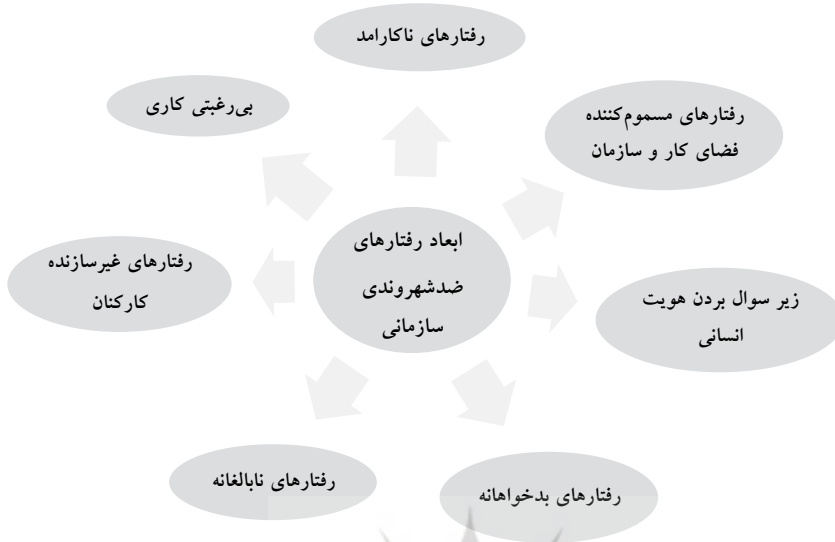 رفتارهای ناکارامد
رفتارهای مسموم‌کننده
فضای کار و سازمان
بی‌رغبتی کاری
ابعاد رفتارهای
ضدشهروندی
سازمانی
رفتارهای غیرسازنده
کارکنان
زیر سوال بردن هویت
انسانی
رفتارهای نابالغانه
رفتارهای بدخواهانه